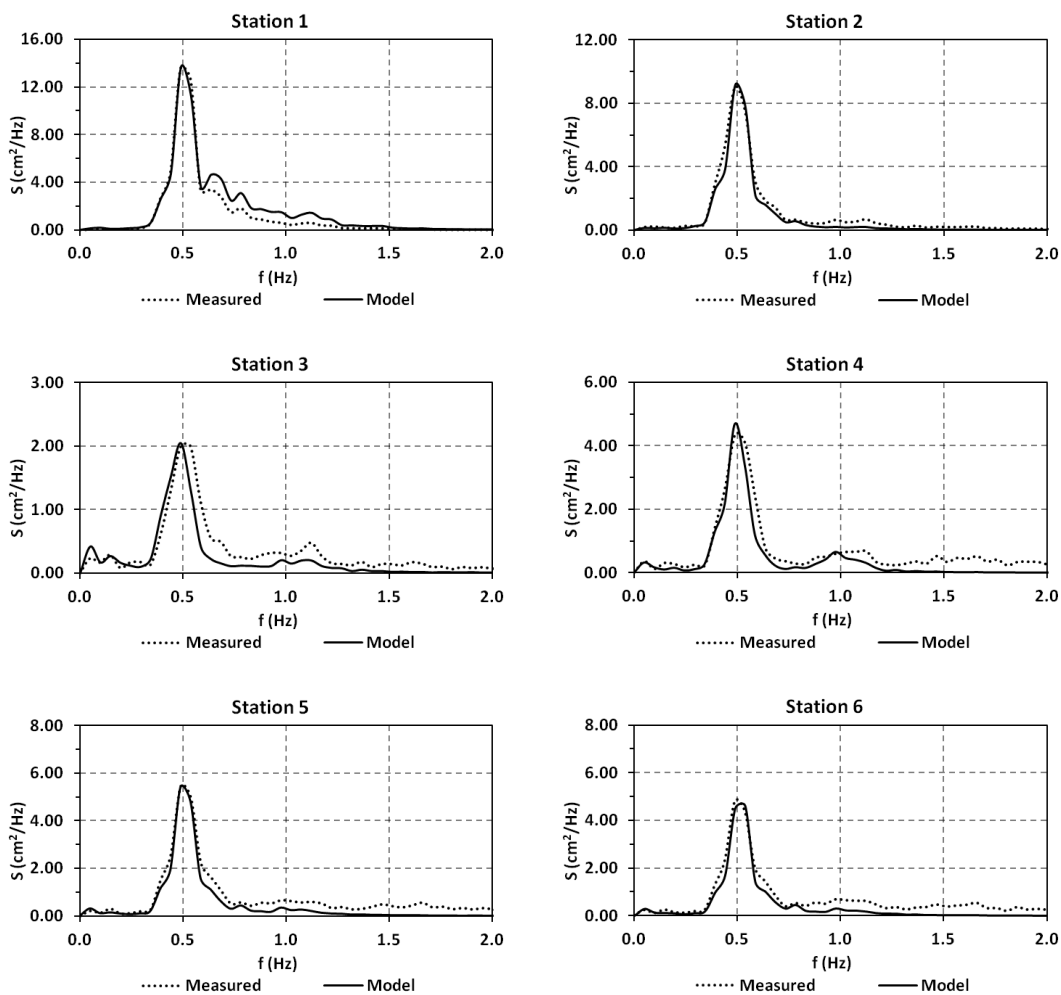 Station 1
16.00
12.00
8.00
4.00
0.00
S (cm²/Hz)
0.0 0.5 1.0 1.5 2.0
f (Hz)
Measured Model
Station 2
12.00
8.00
4.00
0.00
S (cm²/Hz)
0.0 0.5 1.0 1.5 2.0
f (Hz)
Measured Model
Station 3
3.00
2.00
1.00
0.00
S (cm²/Hz)
0.0 0.5 1.0 1.5 2.0
f (Hz)
Measured Model
Station 4
6.00
4.00
2.00
0.00
S (cm²/Hz)
0.0 0.5 1.0 1.5 2.0
f (Hz)
Measured Model
Station 5
8.00
6.00
4.00
2.00
0.00
S (cm²/Hz)
0.0 0.5 1.0 1.5 2.0
f (Hz)
Measured Model
Station 6
8.00
6.00
4.00
2.00
0.00
S (cm²/Hz)
0.0 0.5 1.0 1.5 2.0
f (Hz)
Measured Model